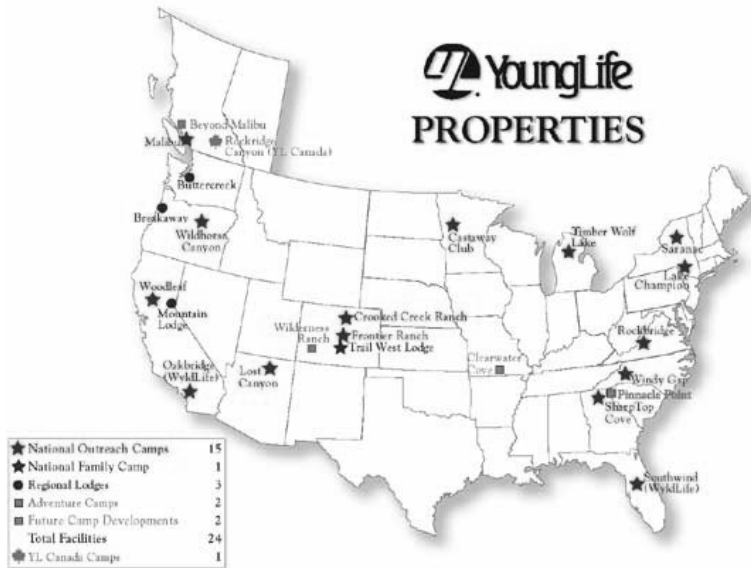 YoungLife
PROPERTIES
Beyond Malibu
Malibu
Rockridge
Canyon (YL Canada)
Buttercreek
Breakaway
Wildhorse
Canyon
Castaway
Club
Timber Wolf
Lake
Saranac
Lake
Champion
Woodleaf
Mountain
Lodge
Crooked Creek Ranch
Wilderness
Ranch
Frontier Ranch
Trail West Lodge
Clearwater
Cove
Rockbridge
Oakbridge
(WyldLife)
Lost
Canyon
Windy Gap
Pinnacle Point
SharpTop
Cove
Southwind
(WyldLife)
National Outreach Camps 15
National Family Camp 1
Regional Lodges 3
Adventure Camps 2
Future Camp Developments 2
Total Facilities 24
YL Canada Camps 1